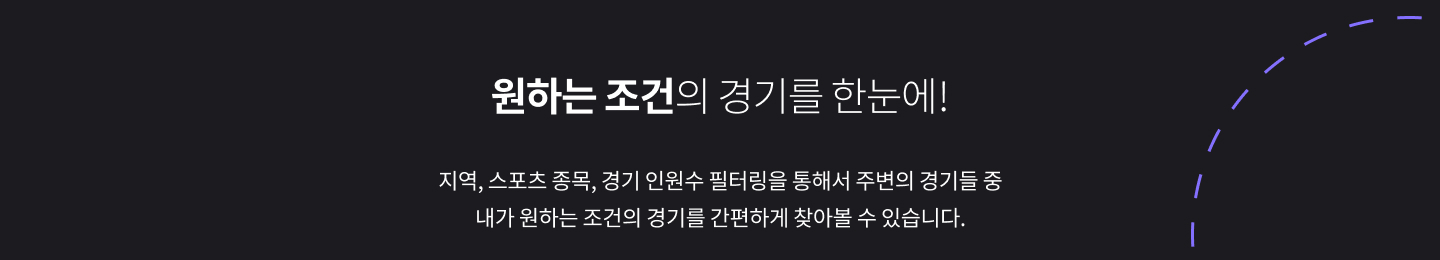 원하는 조건의 경기를 한눈에!
지역, 스포츠 종목, 경기 인원수 필터링을 통해서 주변의 경기들 중
내가 원하는 조건의 경기를 간편하게 찾아볼 수 있습니다.